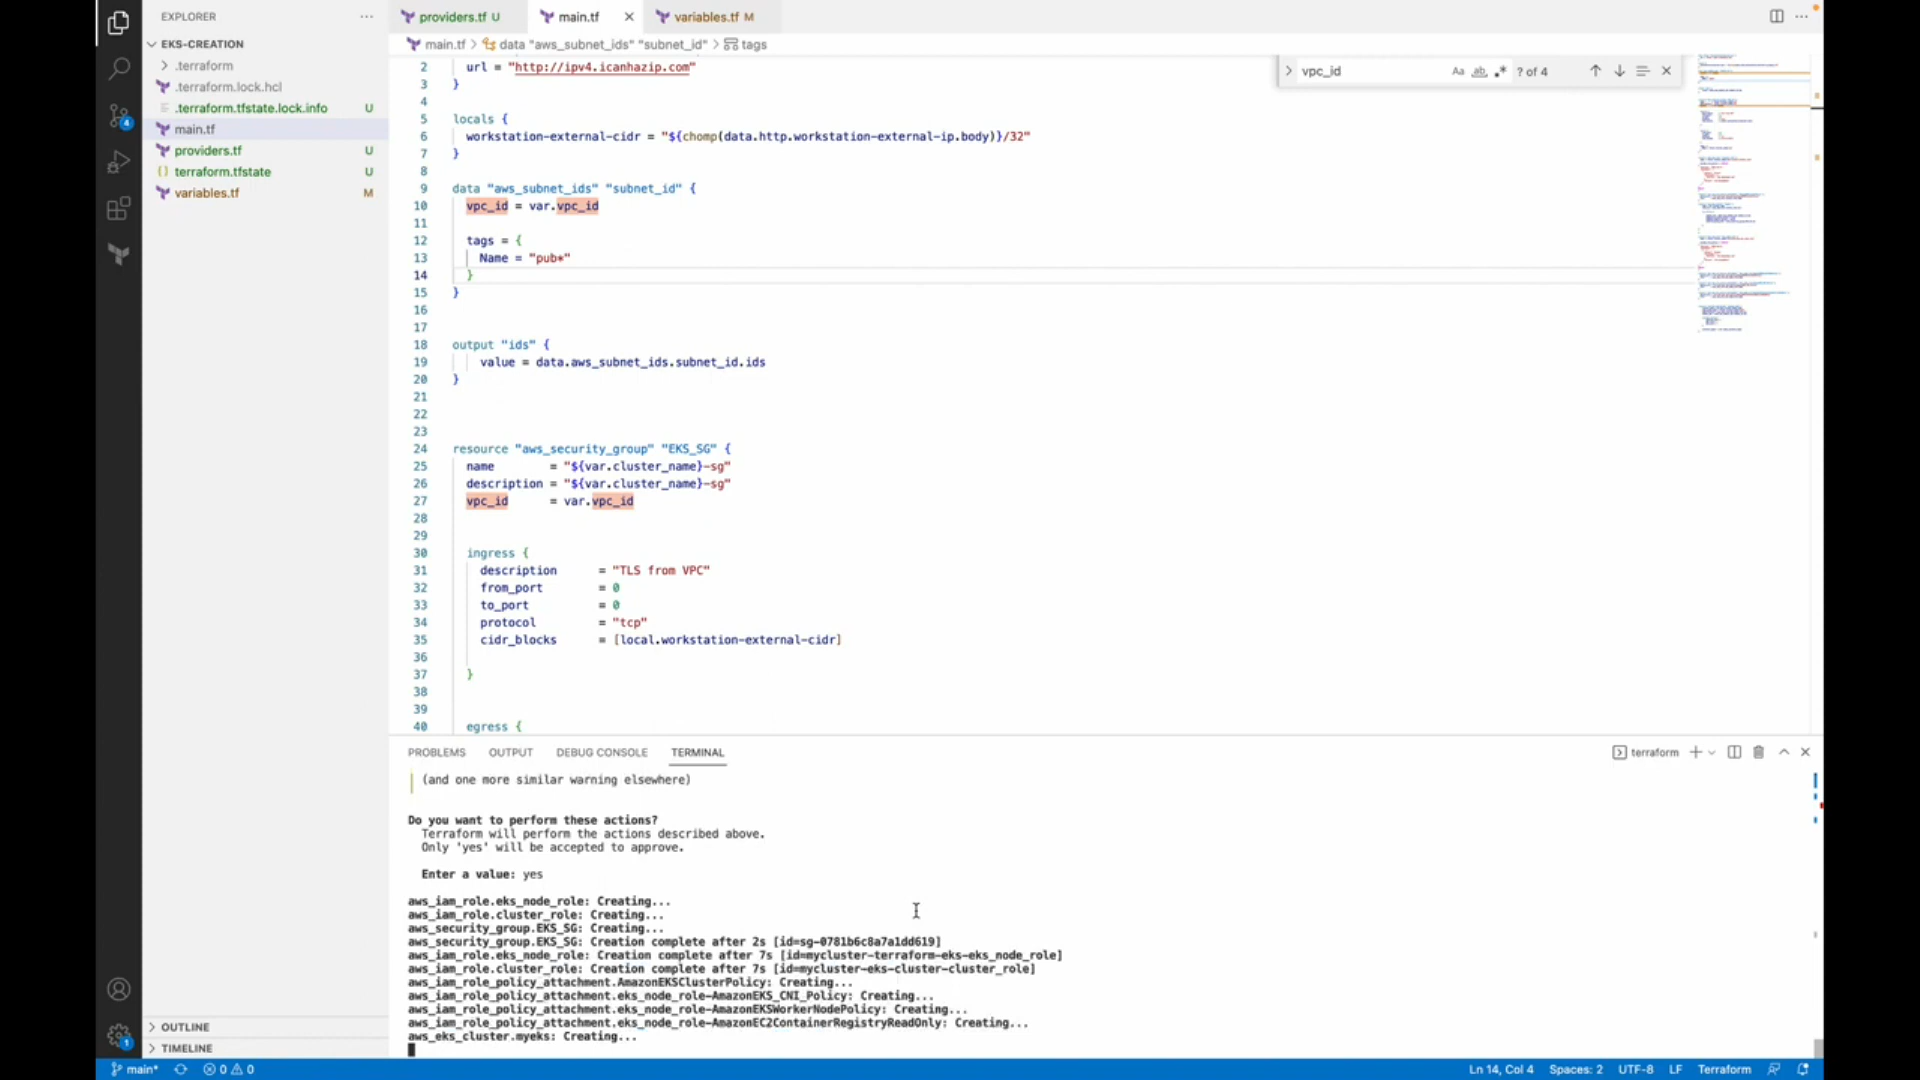 EXPLORER
EKS-CREATION
.terraform
.terraform.lock.hcl
.terraform.tfstate.lock.info U
main.tf
providers.tf U
terraform.tfstate U
variables.tf M
OUTLINE
TIMELINE
providers.tf U
main.tf
variables.tf M
main.tf > data "aws_subnet_ids" "subnet_id" > tags
vpc_id
Aa ab ? of 4
2 url = "http://ipv4.icanhazip.com"
3 }
4
5 locals {
6 workstation-external-cidr = "${chomp(data.http.workstation-external-ip.body)}/32"
7 }
8
9 data "aws_subnet_ids" "subnet_id" {
10 vpc_id = var.vpc_id
11
12 tags = {
13 Name = "pub*"
14 }
15 }
16
17
18 output "ids" {
19 value = data.aws_subnet_ids.subnet_id.ids
20 }
21
22
23
24 resource "aws_security_group" "EKS_SG" {
25 name = "${var.cluster_name}-sg"
26 description = "${var.cluster_name}-sg"
27 vpc_id = var.vpc_id
28
29
30 ingress {
31 description = "TLS from VPC"
32 from_port = 0
33 to_port = 0
34 protocol = "tcp"
35 cidr_blocks = [local.workstation-external-cidr]
36
37 }
38
39
40 egress {
PROBLEMS OUTPUT DEBUG CONSOLE TERMINAL
terraform
(and one more similar warning elsewhere)
Do you want to perform these actions?
Terraform will perform the actions described above.
Only 'yes' will be accepted to approve.
Enter a value: yes
aws_iam_role.eks_node_role: Creating...
aws_iam_role.cluster_role: Creating...
aws_security_group.EKS_SG: Creating...
aws_security_group.EKS_SG: Creation complete after 2s [id=sg-0781b6c8a7a1dd619]
aws_iam_role.eks_node_role: Creation complete after 7s [id=mycluster-terraform-eks-eks_node_role]
aws_iam_role.cluster_role: Creation complete after 7s [id=mycluster-eks-cluster-cluster_role]
aws_iam_role_policy_attachment.AmazonEKSClusterPolicy: Creating...
aws_iam_role_policy_attachment.eks_node_role-AmazonEKS_CNI_Policy: Creating...
aws_iam_role_policy_attachment.eks_node_role-AmazonEKSWorkerNodePolicy: Creating...
aws_iam_role_policy_attachment.eks_node_role-AmazonEC2ContainerRegistryReadOnly: Creating...
aws_eks_cluster.myeks: Creating...
4
1
main* 0 0 Ln 14, Col 4 Spaces: 2 UTF-8 LF Terraform